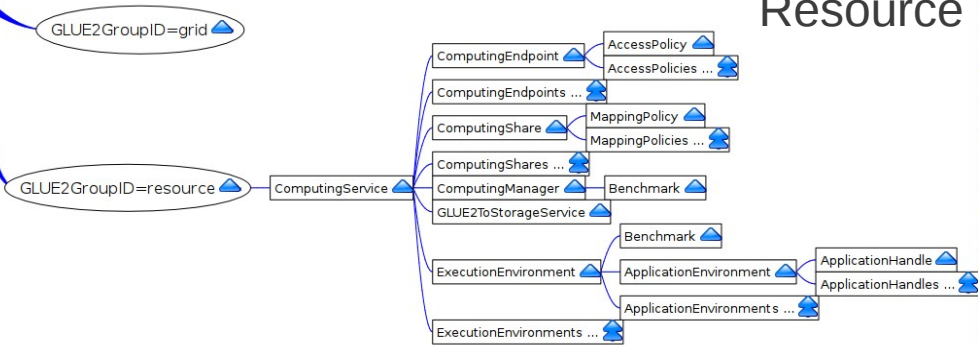 Resource
GLUE2GroupID=grid
AccessPolicy
ComputingEndpoint
AccessPolicies ...
ComputingEndpoints ...
MappingPolicy
ComputingShare
MappingPolicies ...
ComputingShares ...
GLUE2GroupID=resource
ComputingService
ComputingManager
Benchmark
GLUE2ToStorageService
Benchmark
ApplicationHandle
ExecutionEnvironment
ApplicationEnvironment
ApplicationHandles ...
ApplicationEnvironments ...
ExecutionEnvironments ...